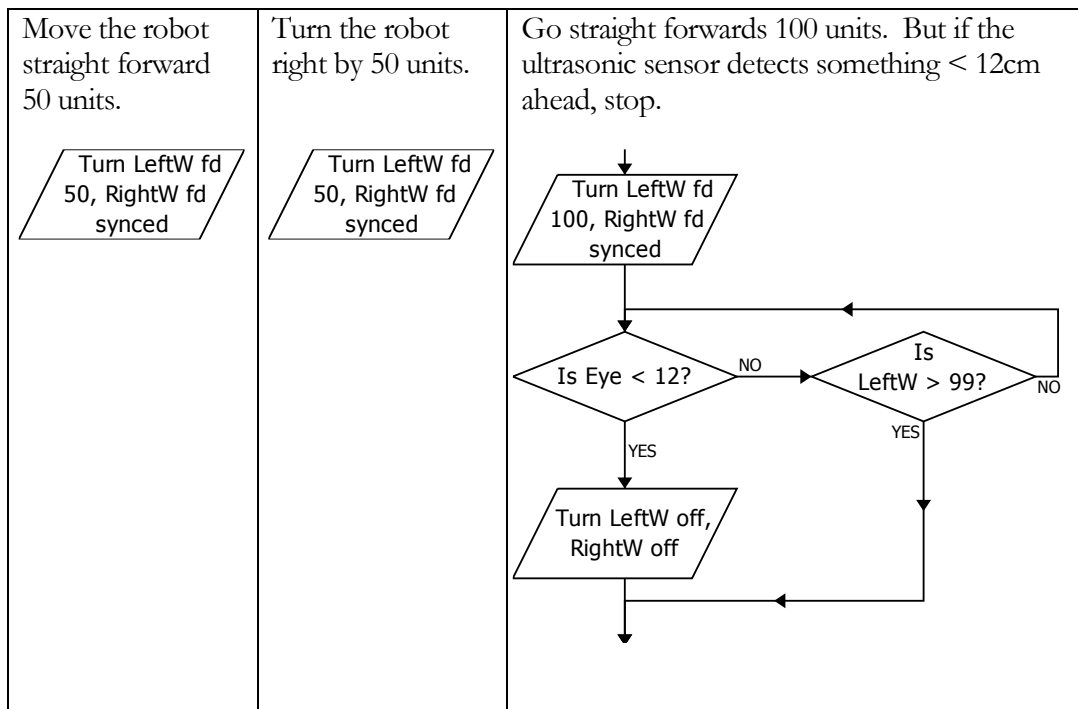 Move the robot
straight forward
50 units.
Turn LeftW fd
50, RightW fd
synced
Turn the robot
right by 50 units.
Turn LeftW fd
50, RightW fd
synced
Go straight forwards 100 units.  But if the
ultrasonic sensor detects something < 12cm
ahead, stop.
Turn LeftW fd
100, RightW fd
synced
Is Eye < 12?
NO
Is
LeftW > 99?
NO
YES
YES
Turn LeftW off,
RightW off